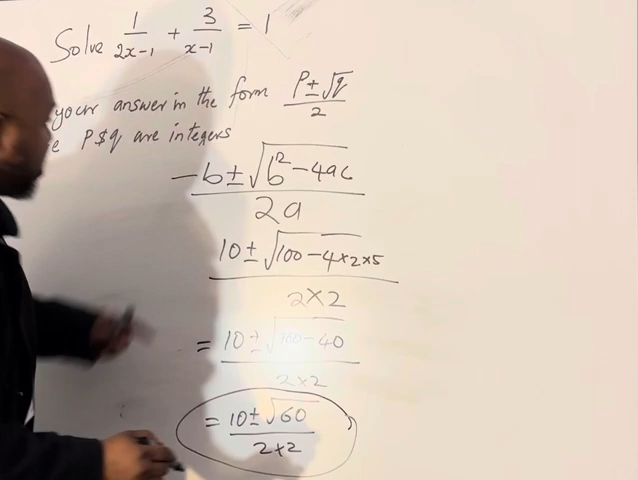 Solve 1/(2x-1) + 3/(x-1) = 1
your answer in the form (P±√q)/2
e P$q are integers
(-b±√(b²-4ac))/2a
(10±√(100-4×2×5))/(2×2)
= (10±√(100-40))/(2×2)
= (10±√60)/(2×2)